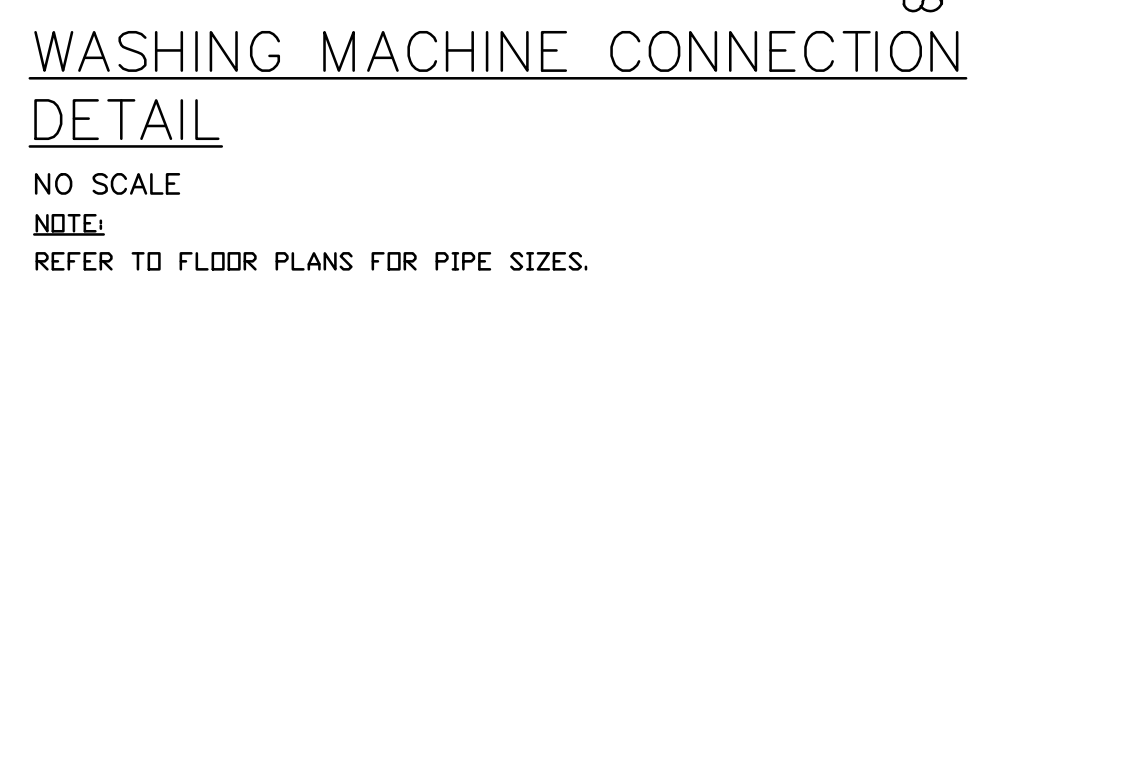 WASHING MACHINE CONNECTION
DETAIL
NO SCALE
NOTE:
REFER TO FLOOR PLANS FOR PIPE SIZES.